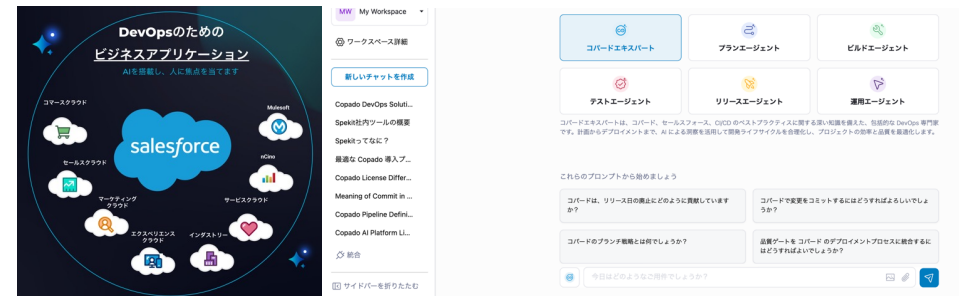 DevOpsのための
ビジネスアプリケーション
AIを搭載し、人に焦点を当てます
コマースクラウド
Mulesoft
salesforce
セールスクラウド
nCino
マーケティング
クラウド
サービスクラウド
エクスペリエンス
クラウド
インダストリー
MW My Workspace
ワークスペース詳細
新しいチャットを作成
Copado DevOps Soluti...
Spekit社内ツールの概要
Spekitってなに？
最適な Copado 導入プ...
Copado License Differ...
Meaning of Commit in ...
Copado Pipeline Defini...
Copado AI Platform Li...
統合
サイドバーを折りたたむ
コパードエキスパート
プランエージェント
ビルドエージェント
テストエージェント
リリースエージェント
運用エージェント
コパードエキスパートは、コパード、セールスフォース、CI/CD のベストプラクティスに関する深い知識を備えた、包括的な DevOps 専門家
です。計画からデプロイメントまで、AI による洞察を活用して開発ライフサイクルを合理化し、プロジェクトの効率と品質を最適化します。
これらのプロンプトから始めましょう
コパードは、リリース日の廃止にどのように貢献しています
か？
コパードで変更をコミットするにはどうすればよろしいでしょ
うか？
コパードのブランチ戦略とは何でしょうか？
品質ゲートを コパード のデプロイメントプロセスに統合するに
はどうすればよいでしょうか？
今日はどのようなご用件でしょうか？